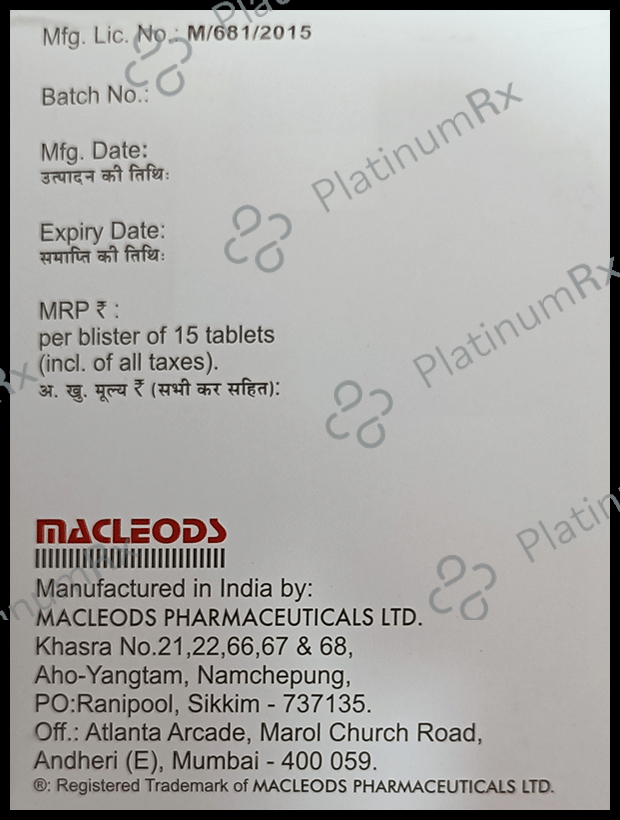 Mfg. Lic. No.: M/681/2015
Batch No.:
Mfg. Date:
उत्पादन की तिथि:
Expiry Date:
समाप्ति की तिथि:
MRP ₹ :
per blister of 15 tablets
(incl. of all taxes).
अ. खु. मूल्य ₹ (सभी कर सहित):
MACLEODS
Manufactured in India by:
MACLEODS PHARMACEUTICALS LTD.
Khasra No.21,22,66,67 & 68,
Aho-Yangtam, Namchepung,
PO:Ranipool, Sikkim - 737135.
Off.: Atlanta Arcade, Marol Church Road,
Andheri (E), Mumbai - 400 059.
®: Registered Trademark of MACLEODS PHARMACEUTICALS LTD.
PlatinumRx
PlatinumRx